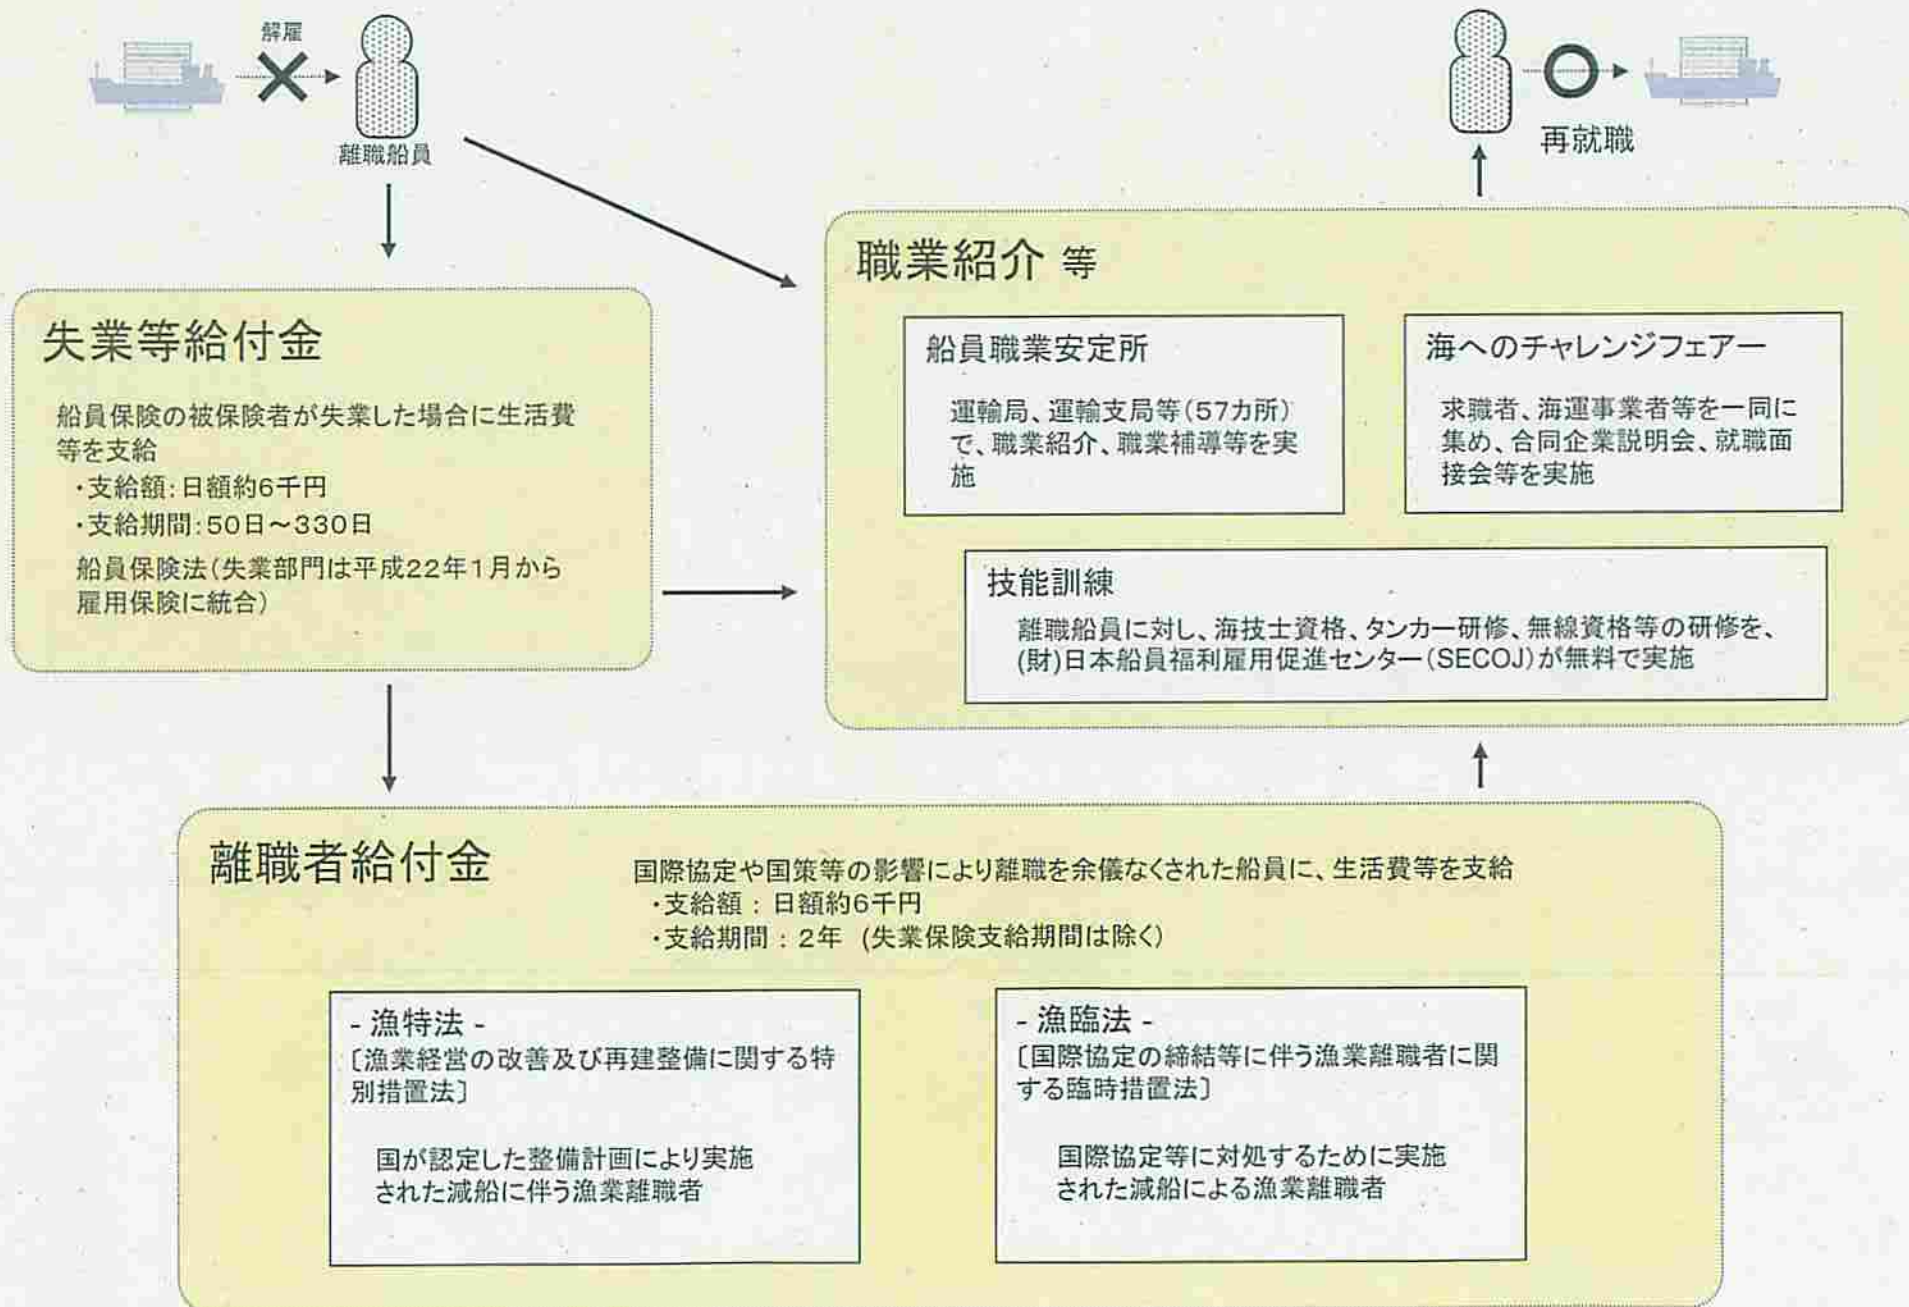 解雇
離職船員
再就職
失業等給付金
船員保険の被保険者が失業した場合に生活費
等を支給
・支給額:日額約6千円
・支給期間:50日～330日
船員保険法(失業部門は平成22年1月から
雇用保険に統合)
職業紹介 等
船員職業安定所
運輸局、運輸支局等(57カ所)
で、職業紹介、職業補導等を実
施
海へのチャレンジフェアー
求職者、海運事業者等を一同に
集め、合同企業説明会、就職面
接会等を実施
技能訓練
離職船員に対し、海技士資格、タンカー研修、無線資格等の研修を、
(財)日本船員福利雇用促進センター(SECOJ)が無料で実施
離職者給付金
国際協定や国策等の影響により離職を余儀なくされた船員に、生活費等を支給
・支給額 : 日額約6千円
・支給期間 : 2年 (失業保険支給期間は除く)
- 漁特法 -
〔漁業経営の改善及び再建整備に関する特
別措置法〕
国が認定した整備計画により実施
された減船に伴う漁業離職者
- 漁臨法 -
〔国際協定の締結等に伴う漁業離職者に関
する臨時措置法〕
国際協定等に対処するために実施
された減船による漁業離職者